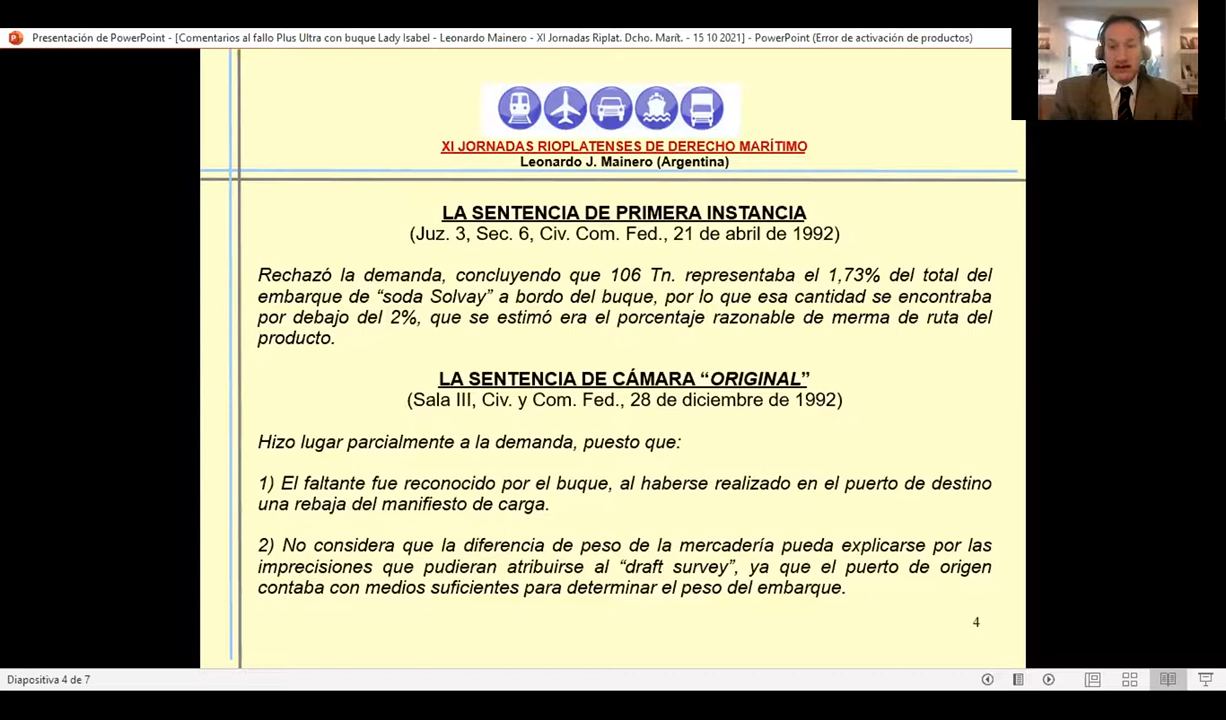 Presentación de PowerPoint - [Comentarios al fallo Plus Ultra con buque Lady Isabel - Leonardo Mainero - XI Jornadas Riplat. Dcho. Marít. - 15 10 2021] - PowerPoint (Error de activación de productos)
XI JORNADAS RIOPLATENSES DE DERECHO MARÍTIMO
Leonardo J. Mainero (Argentina)
LA SENTENCIA DE PRIMERA INSTANCIA
(Juz. 3, Sec. 6, Civ. Com. Fed., 21 de abril de 1992)
Rechazó la demanda, concluyendo que 106 Tn. representaba el 1,73% del total del
embarque de “soda Solvay” a bordo del buque, por lo que esa cantidad se encontraba
por debajo del 2%, que se estimó era el porcentaje razonable de merma de ruta del
producto.
LA SENTENCIA DE CÁMARA “ORIGINAL”
(Sala III, Civ. y Com. Fed., 28 de diciembre de 1992)
Hizo lugar parcialmente a la demanda, puesto que:
1) El faltante fue reconocido por el buque, al haberse realizado en el puerto de destino
una rebaja del manifiesto de carga.
2) No considera que la diferencia de peso de la mercadería pueda explicarse por las
imprecisiones que pudieran atribuirse al “draft survey”, ya que el puerto de origen
contaba con medios suficientes para determinar el peso del embarque.
4
Diapositiva 4 de 7